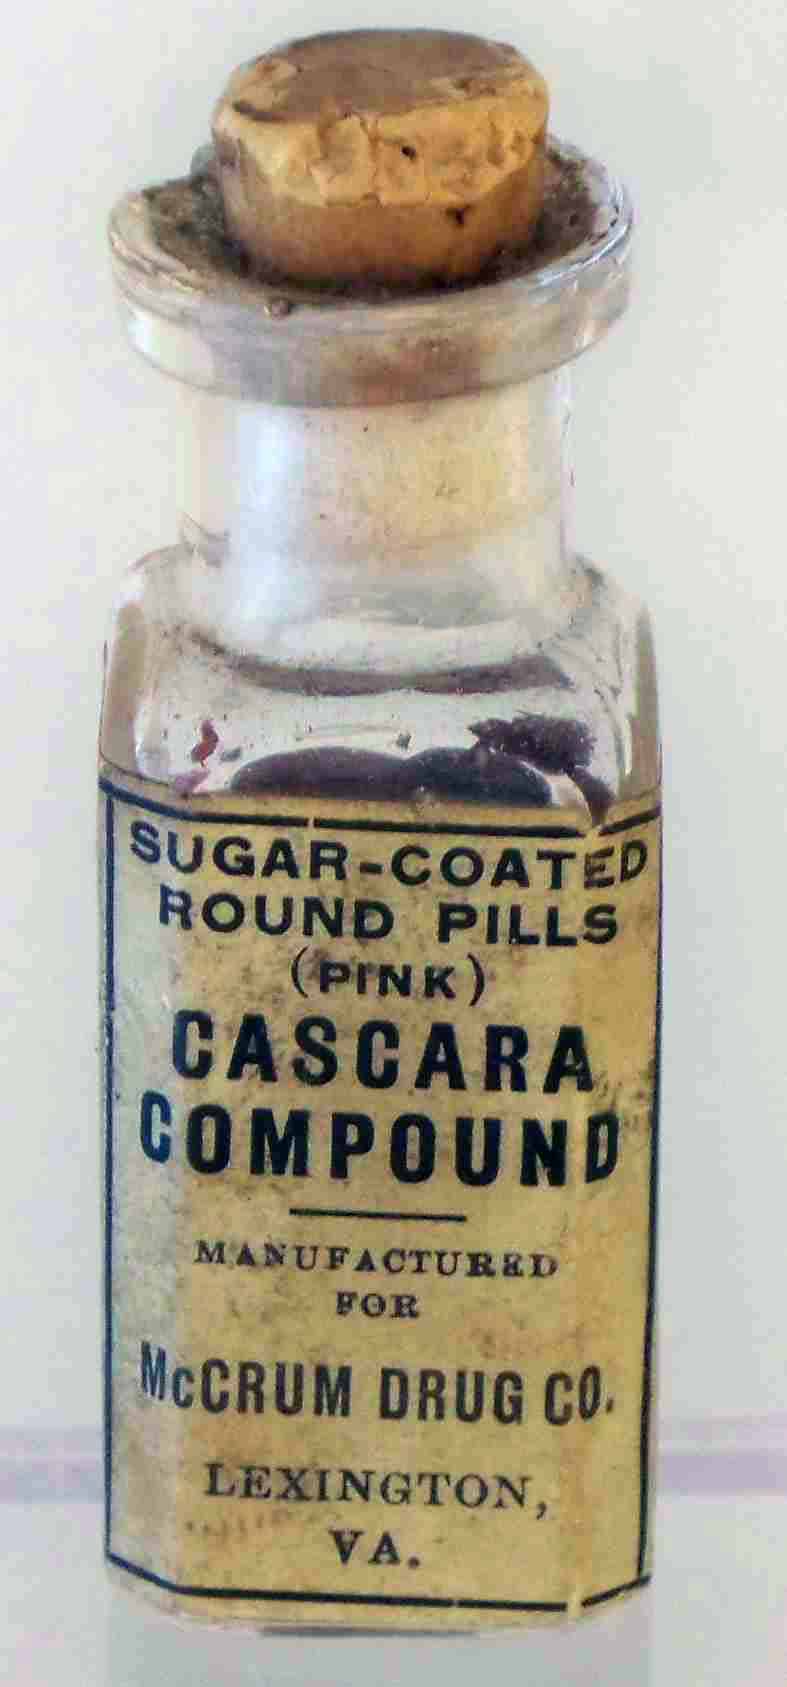 SUGAR-COATED
ROUND PILLS
(PINK)
CASCARA
COMPOUND
MANUFACTURED
FOR
McCRUM DRUG CO.
LEXINGTON,
VA.